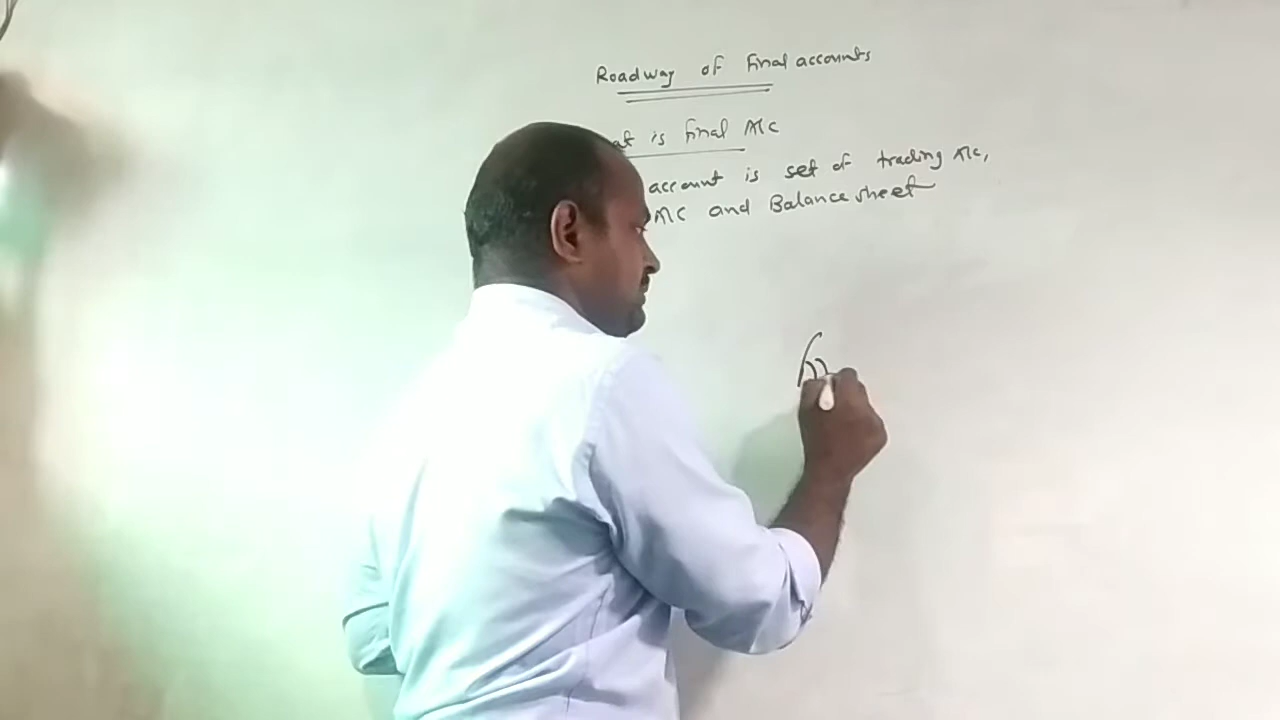 Roadway of final accounts
at is final A/c
account is set of trading A/c,
A/c and Balance sheet